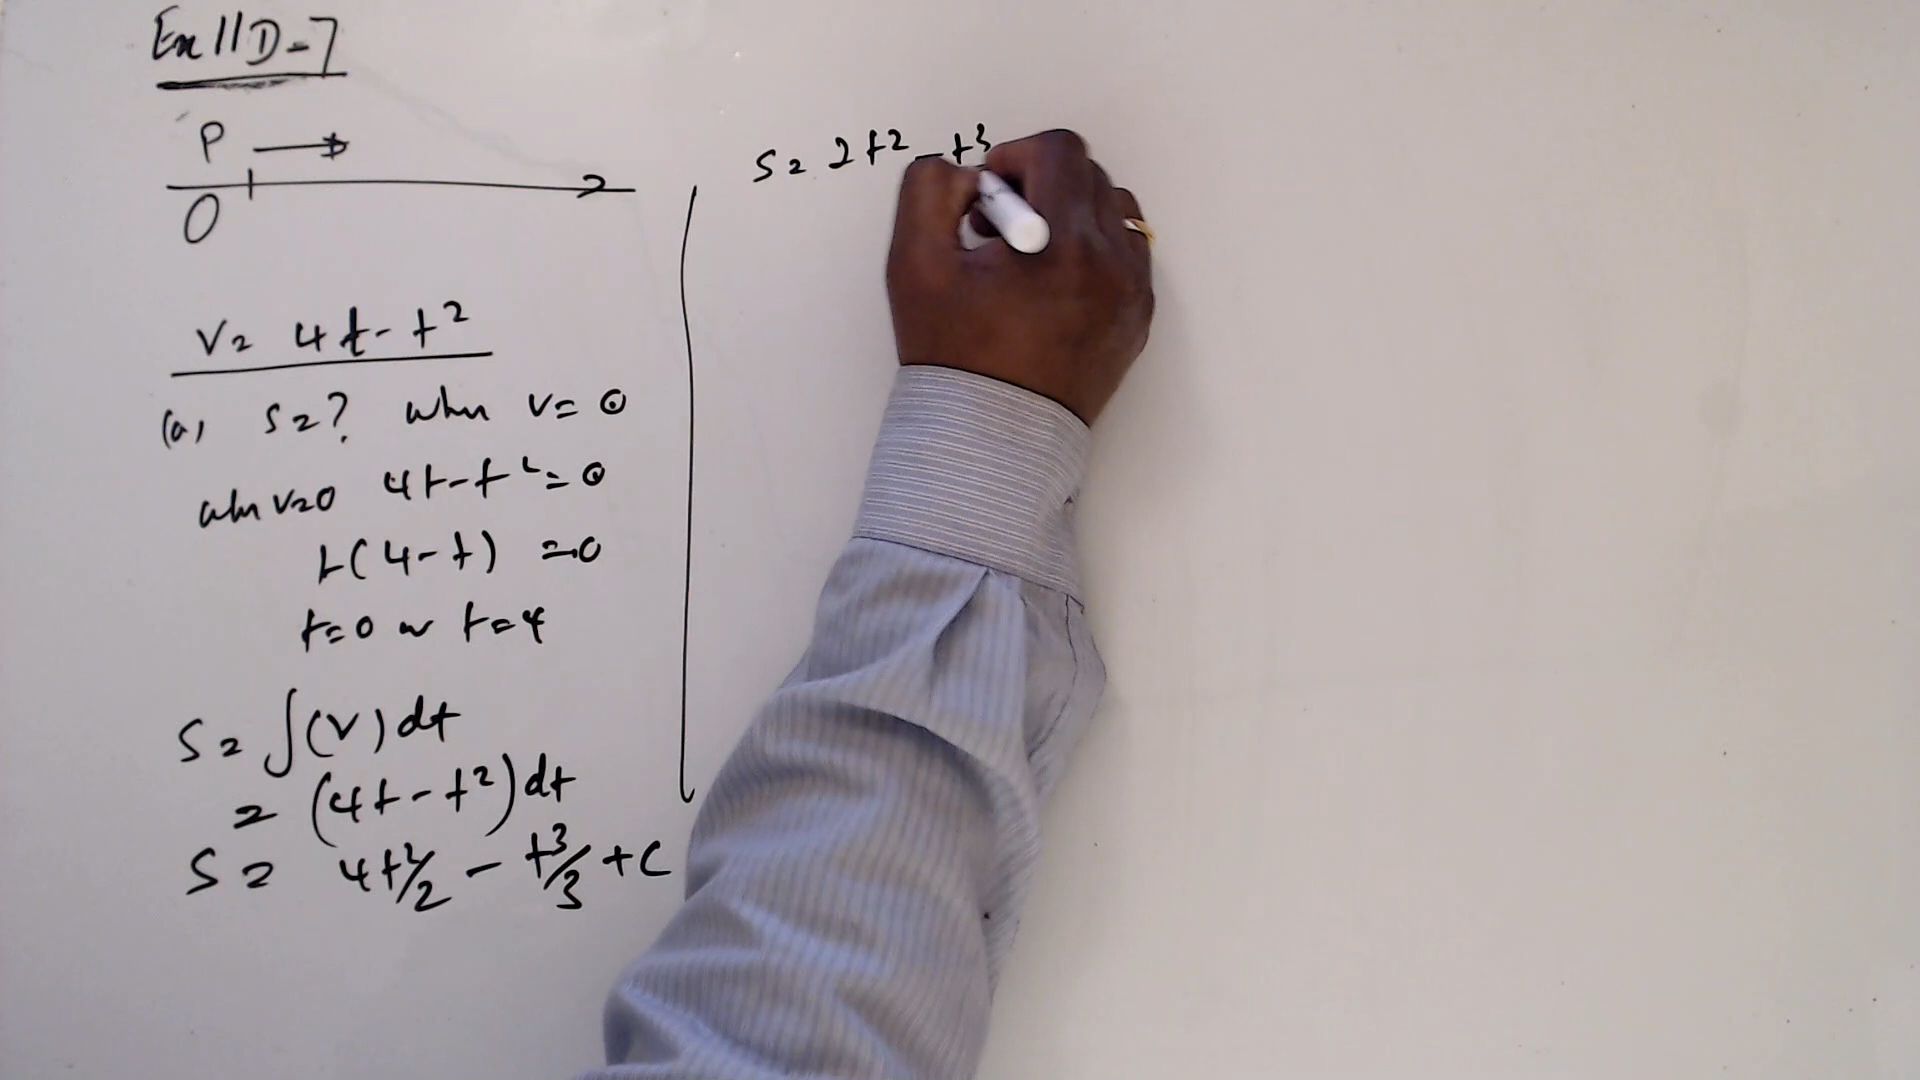 Ex 11D-7
P
O
V= 4t-t²
(a) S=? when v=0
when v=0 4t-t²=0
t(4-t) =0
t=0 or t=4
S= ∫(v)dt
= (4t-t²)dt
S= 4t²/2 - t³/3 +C
S= 2t² - t³